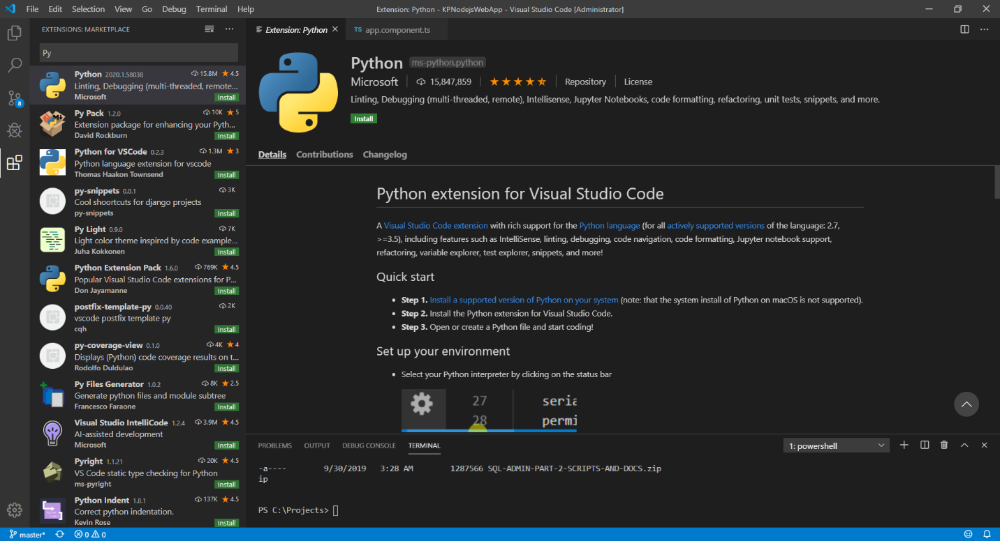 File Edit Selection View Go Debug Terminal Help
Extension: Python - KPNodejsWebApp - Visual Studio Code [Administrator]
EXTENSIONS: MARKETPLACE
Py
Python 2020.1.58038 15.8M 4.5
Linting, Debugging (multi-threaded, remote...
Microsoft Install
Py Pack 1.2.0 10K 5
Extension package for enhancing your Pyth...
David Rockburn Install
Python for VSCode 0.2.3 1.3M 3
Python language extension for vscode
Thomas Haakon Townsend Install
py-snippets 0.0.1 3K
Cool shoortcuts for django projects
py-snippets Install
Py Light 0.9.0 7K
Light color theme inspired by code example...
Juha Kokkonen Install
Python Extension Pack 1.6.0 769K 4.5
Popular Visual Studio Code extensions for P...
Don Jayamanne Install
postfix-template-py 0.0.40 2K
vscode postfix template py
cqh Install
py-coverage-view 0.1.0 4K 4
Displays (Python) code coverage results on t...
Rodolfo Duldulao Install
Py Files Generator 1.0.2 8K 2.5
Generate python files and module subtree
Francesco Faraone Install
Visual Studio IntelliCode 1.2.4 3.9M 4.5
AI-assisted development
Microsoft Install
Pyright 1.1.21 20K 4.5
VS Code static type checking for Python
ms-pyright Install
Python Indent 1.8.1 137K 4.5
Correct python indentation.
Kevin Rose Install
8
Extension: Python
TS app.component.ts
Python ms-python.python
Microsoft 15,847,859 Repository License
Linting, Debugging (multi-threaded, remote), Intellisense, Jupyter Notebooks, code formatting, refactoring, unit tests, snippets, and more.
Install
Details Contributions Changelog
Python extension for Visual Studio Code
A Visual Studio Code extension with rich support for the Python language (for all actively supported versions of the language: 2.7,
>=3.5), including features such as IntelliSense, linting, debugging, code navigation, code formatting, Jupyter notebook support,
refactoring, variable explorer, test explorer, snippets, and more!
Quick start
Step 1. Install a supported version of Python on your system (note: that the system install of Python on macOS is not supported).
Step 2. Install the Python extension for Visual Studio Code.
Step 3. Open or create a Python file and start coding!
Set up your environment
Select your Python interpreter by clicking on the status bar
27 seria
28 permi
PROBLEMS OUTPUT DEBUG CONSOLE TERMINAL
1: powershell
-a---- 9/30/2019 3:28 AM 1287566 SQL-ADMIN-PART-2-SCRIPTS-AND-DOCS.zip
ip
PS C:\Projects>
master* 0 0